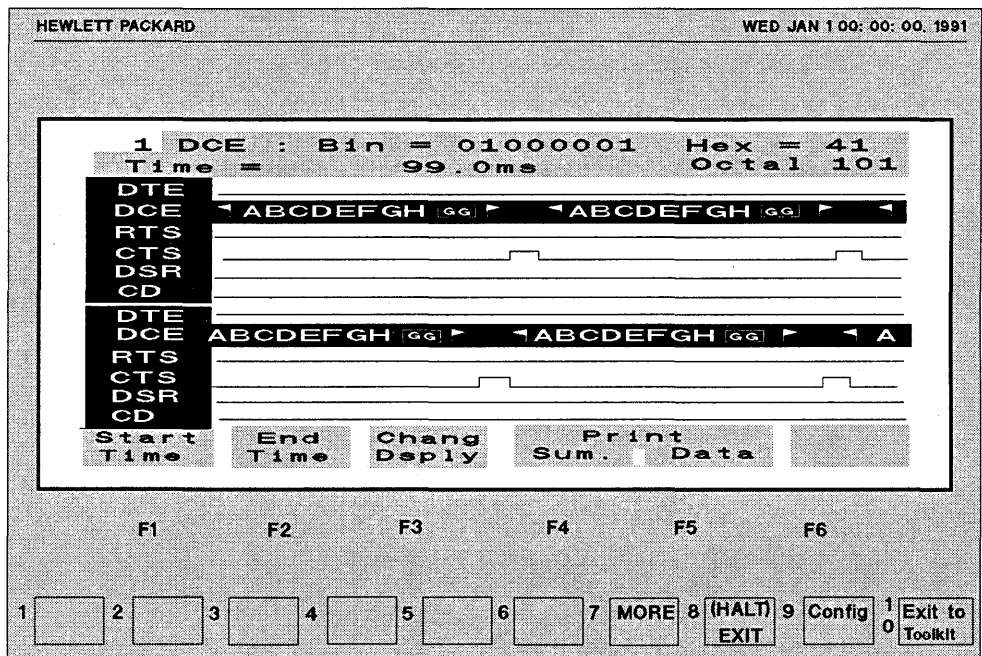 HEWLETT PACKARD WED JAN 1 00: 00: 00, 1991
1 DCE : Bin = 01000001 Hex = 41
Time = 99.0ms Octal 101
DTE
DCE ABCDEFGH GG ABCDEFGH GG
RTS
CTS
DSR
CD
DTE
DCE ABCDEFGH GG ABCDEFGH GG A
RTS
CTS
DSR
CD
Start Time End Time Chang Dsply Print Sum. Data
F1 F2 F3 F4 F5 F6
1 2 3 4 5 6 7 MORE 8 (HALT) EXIT 9 Config 10 Exit to Toolkit